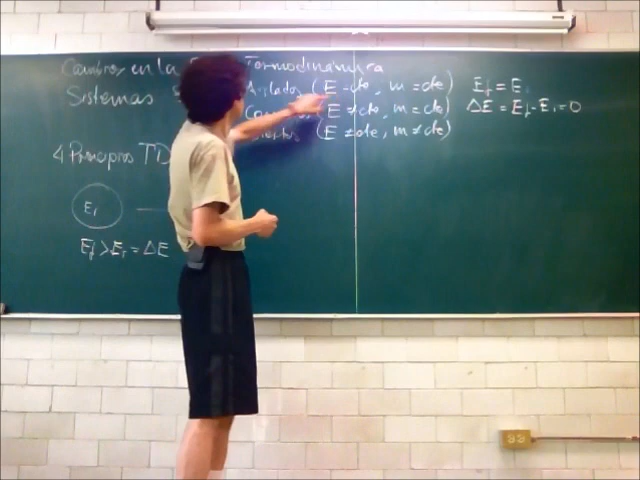 Cambios en la Termodinámica
Sistemas Aislados (E = cte, m = cte) Ef = Ei
(E ≠ cte, m = cte) ΔE = Ef - Ei = 0
(E ≠ cte, m ≠ cte)
4 Principios TD
Ei
Ef > Ei = ΔE